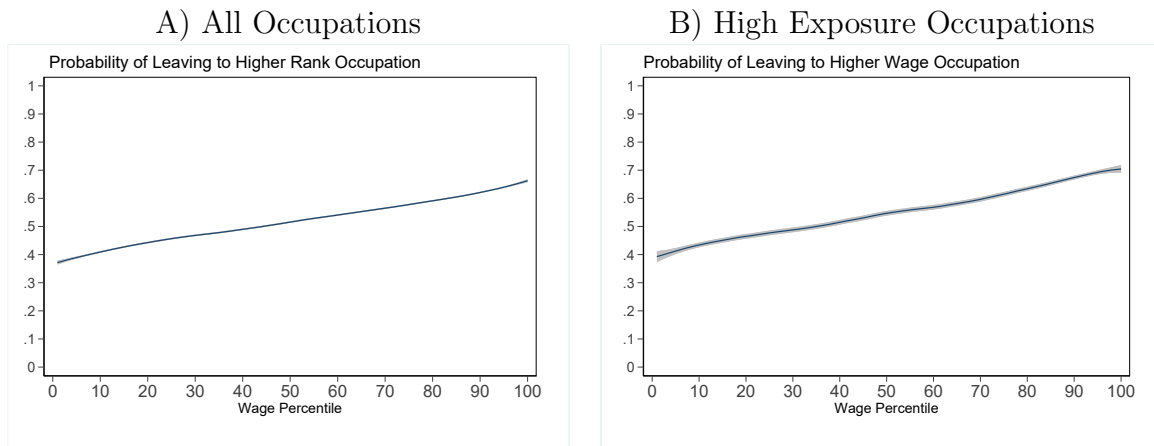 A) All Occupations
Probability of Leaving to Higher Rank Occupation
1
.9
.8
.7
.6
.5
.4
.3
.2
.1
0
0 10 20 30 40 50 60 70 80 90 100
Wage Percentile
B) High Exposure Occupations
Probability of Leaving to Higher Wage Occupation
1
.9
.8
.7
.6
.5
.4
.3
.2
.1
0
0 10 20 30 40 50 60 70 80 90 100
Wage Percentile